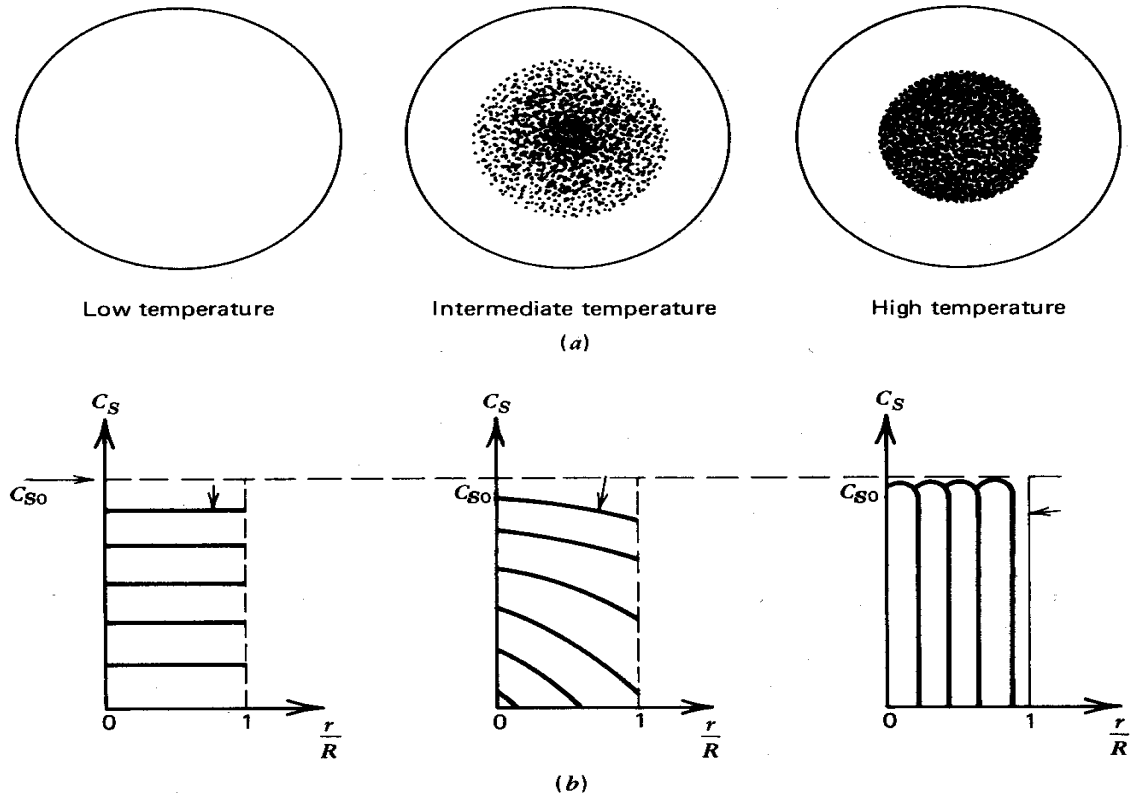 Low temperature
Intermediate temperature
High temperature
(a)
C_S
C_S
C_S
C_S0
C_S0
C_S0
0
1
r/R
0
1
r/R
0
1
r/R
(b)